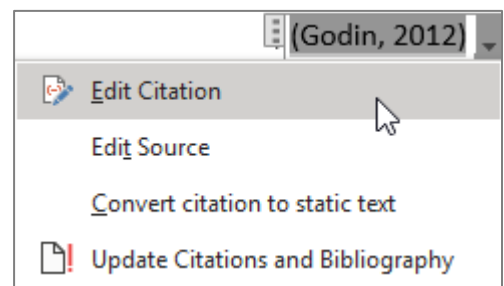 (Godin, 2012)
Edit Citation
Edit Source
Convert citation to static text
Update Citations and Bibliography